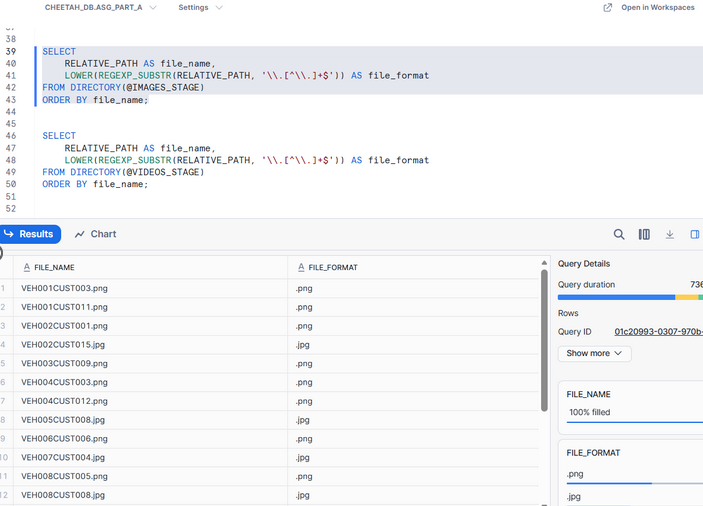 CHEETAH_DB.ASG_PART_A Settings Open in Workspaces
38
39 SELECT
40 RELATIVE_PATH AS file_name,
41 LOWER(REGEXP_SUBSTR(RELATIVE_PATH, '\\.[^\\.]+$')) AS file_format
42 FROM DIRECTORY(@IMAGES_STAGE)
43 ORDER BY file_name;
44
45
46 SELECT
47 RELATIVE_PATH AS file_name,
48 LOWER(REGEXP_SUBSTR(RELATIVE_PATH, '\\.[^\\.]+$')) AS file_format
49 FROM DIRECTORY(@VIDEOS_STAGE)
50 ORDER BY file_name;
51
52
Results Chart
A FILE_NAME A FILE_FORMAT
1 VEH001CUST003.png .png
2 VEH001CUST011.png .png
3 VEH002CUST001.png .png
4 VEH002CUST015.jpg .jpg
5 VEH003CUST009.png .png
6 VEH004CUST003.png .png
7 VEH004CUST012.png .png
8 VEH005CUST008.jpg .jpg
9 VEH006CUST006.png .png
10 VEH007CUST004.jpg .jpg
11 VEH008CUST005.png .png
12 VEH008CUST008.jpg .jpg
Query Details
Query duration 736
Rows
Query ID 01c20993-0307-970b-
Show more
FILE_NAME
100% filled
FILE_FORMAT
.png
.jpg